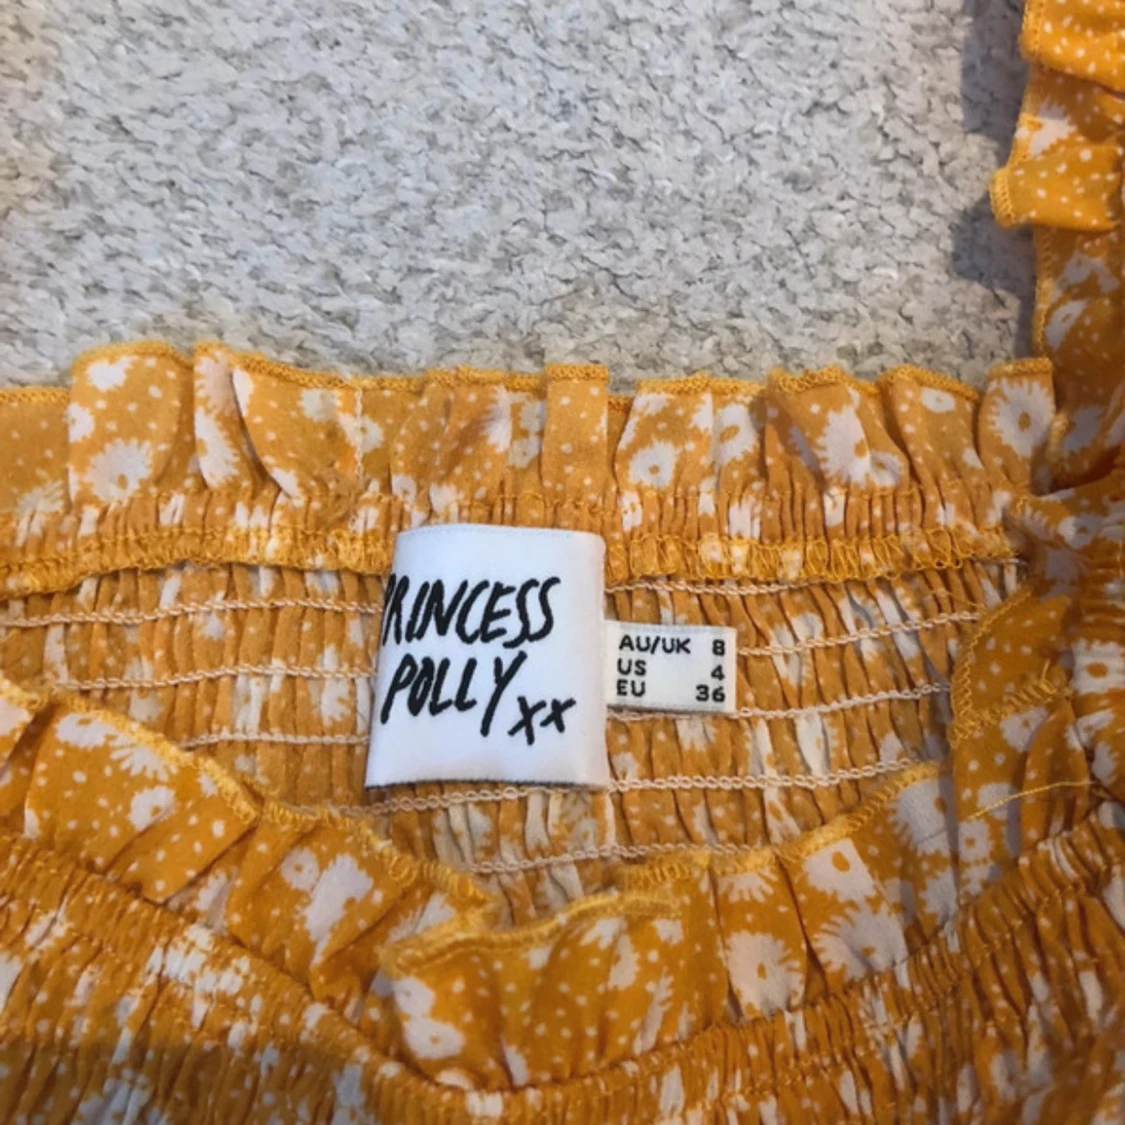 PRINCESS
POLLY xx
AU/UK 8
US 4
EU 36